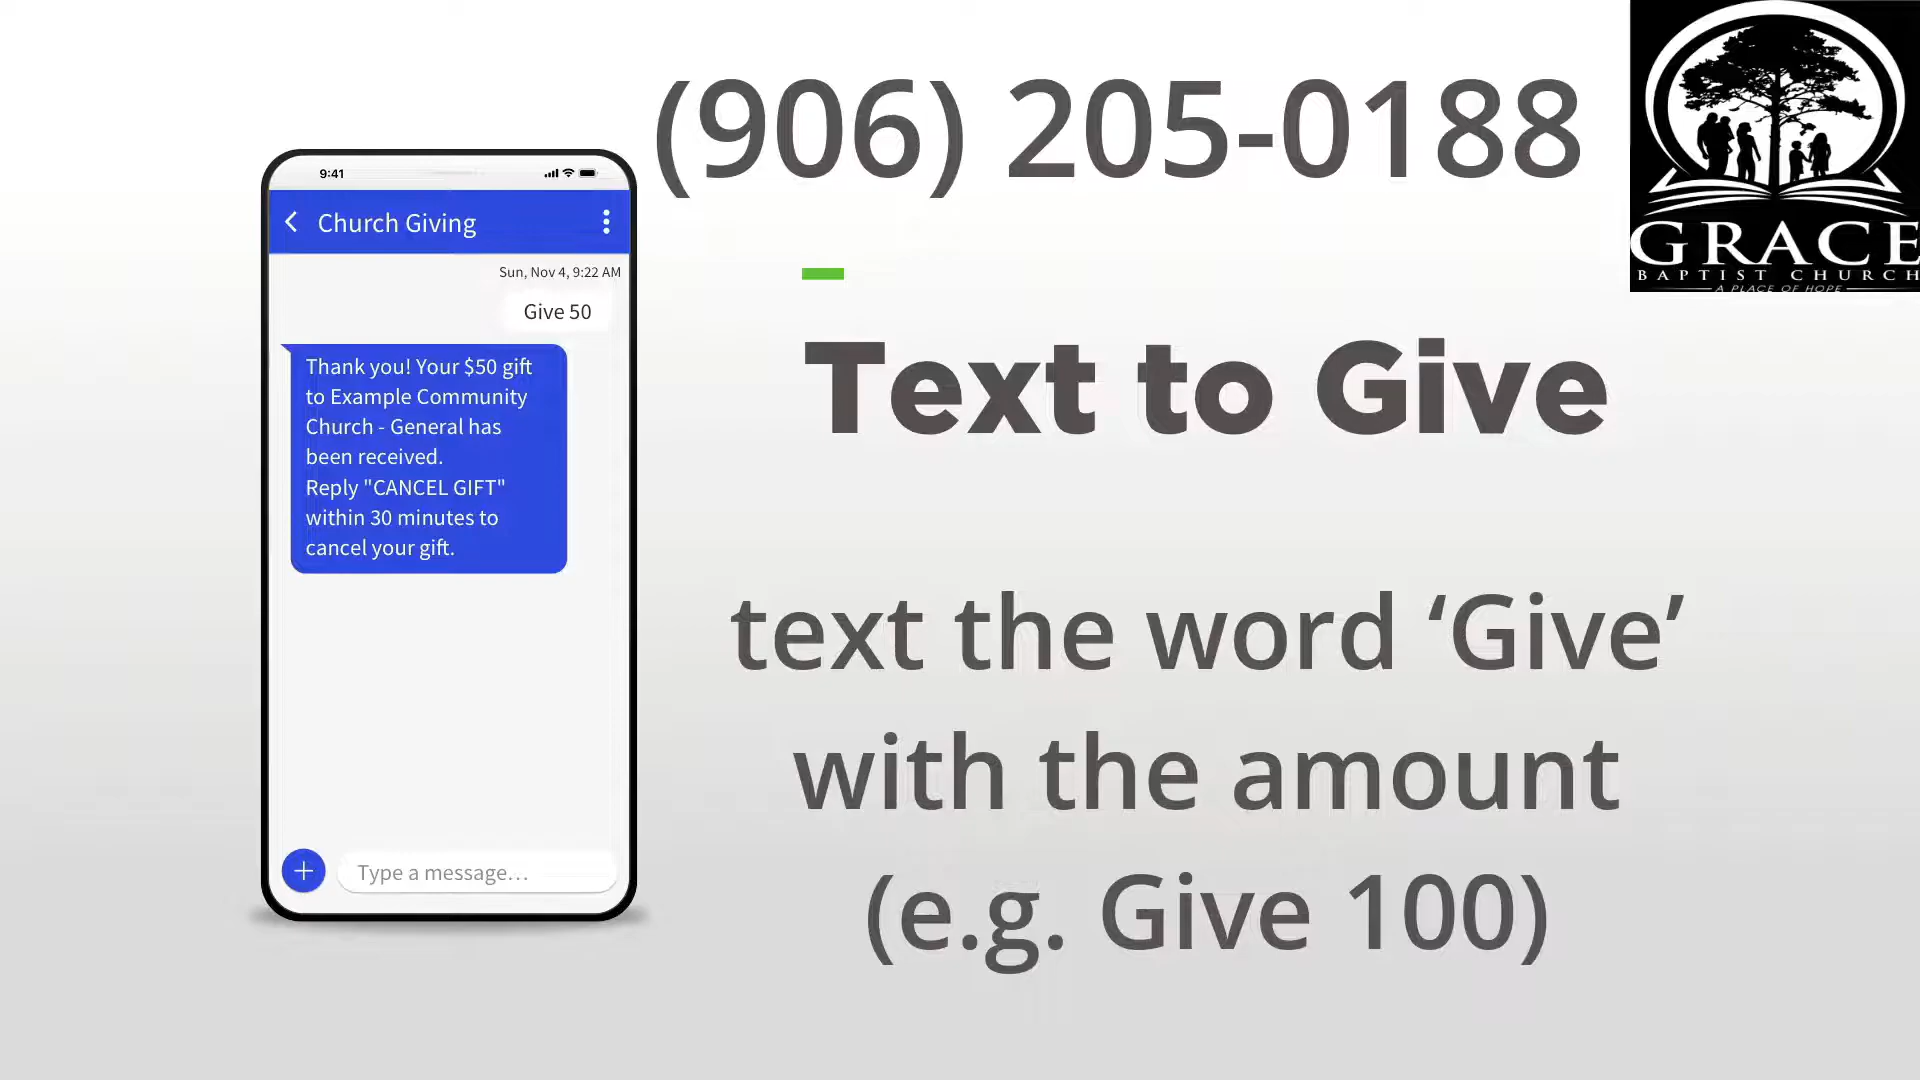 (906) 205-0188
GRACE
BAPTIST CHURCH
A PLACE OF HOPE
9:41
Church Giving
Sun, Nov 4, 9:22 AM
Give 50
Thank you! Your $50 gift
to Example Community
Church - General has
been received.
Reply "CANCEL GIFT"
within 30 minutes to
cancel your gift.
Type a message...
Text to Give
text the word ‘Give’
with the amount
(e.g. Give 100)